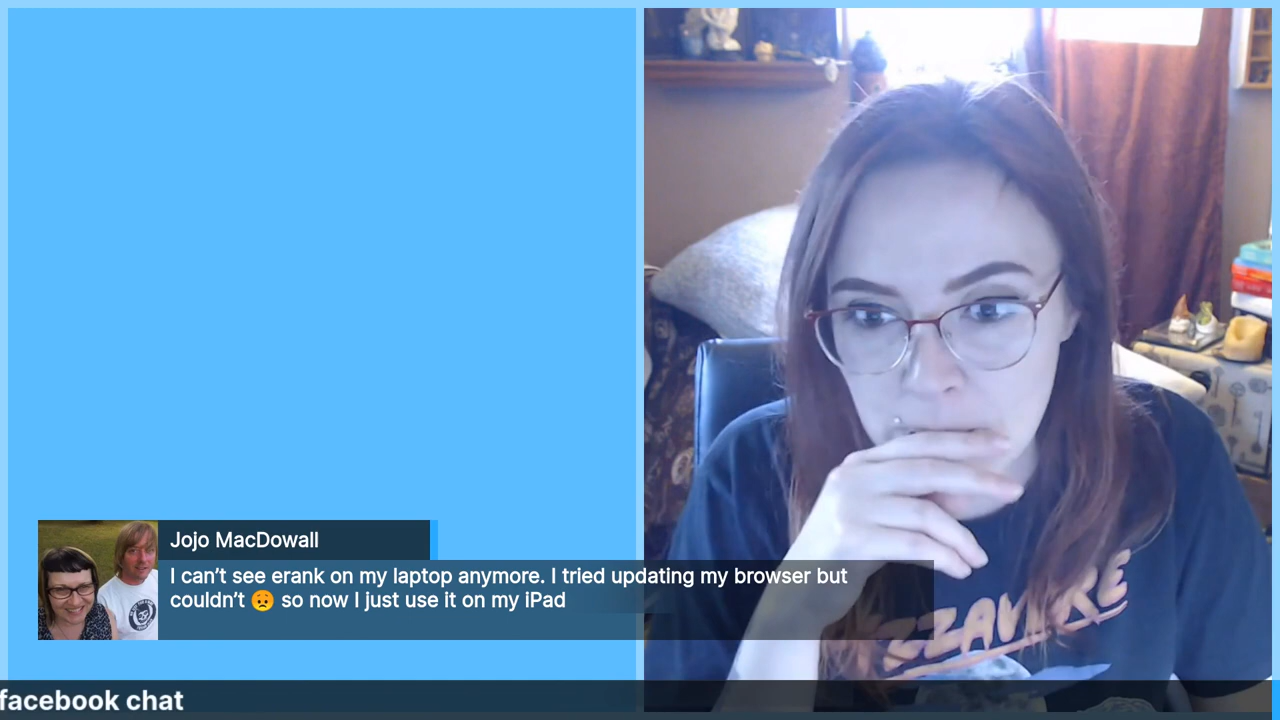 Jojo MacDowall
I can’t see erank on my laptop anymore. I tried updating my browser but
couldn’t 😟 so now I just use it on my iPad
facebook chat